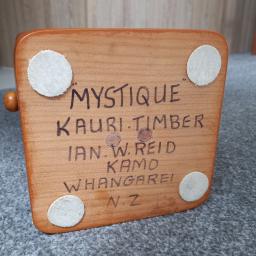 "MYSTIQUE"
KAURI.TIMBER
IAN.W.REID
KAMO
WHANGAREI
N.Z